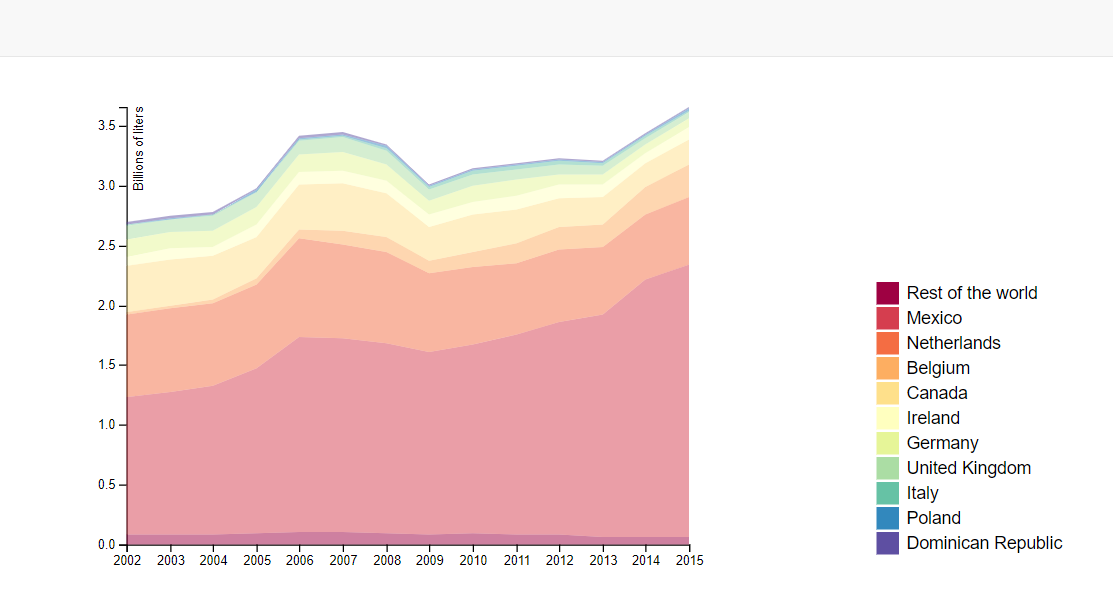 Billions of liters
3.5
3.0
2.5
2.0
1.5
1.0
0.5
0.0
2002 2003 2004 2005 2006 2007 2008 2009 2010 2011 2012 2013 2014 2015
Rest of the world
Mexico
Netherlands
Belgium
Canada
Ireland
Germany
United Kingdom
Italy
Poland
Dominican Republic